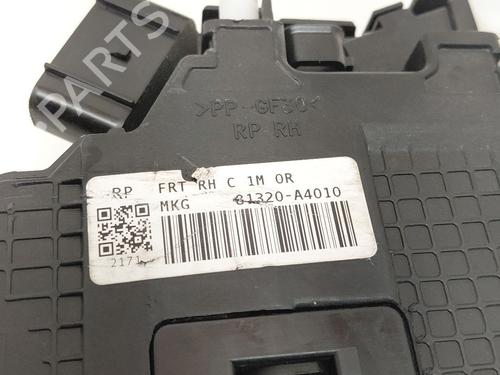 PARTS
>PP-GF30<
RP RH
RP FRT RH C 1M OR
MKG 81320-A4010
2171